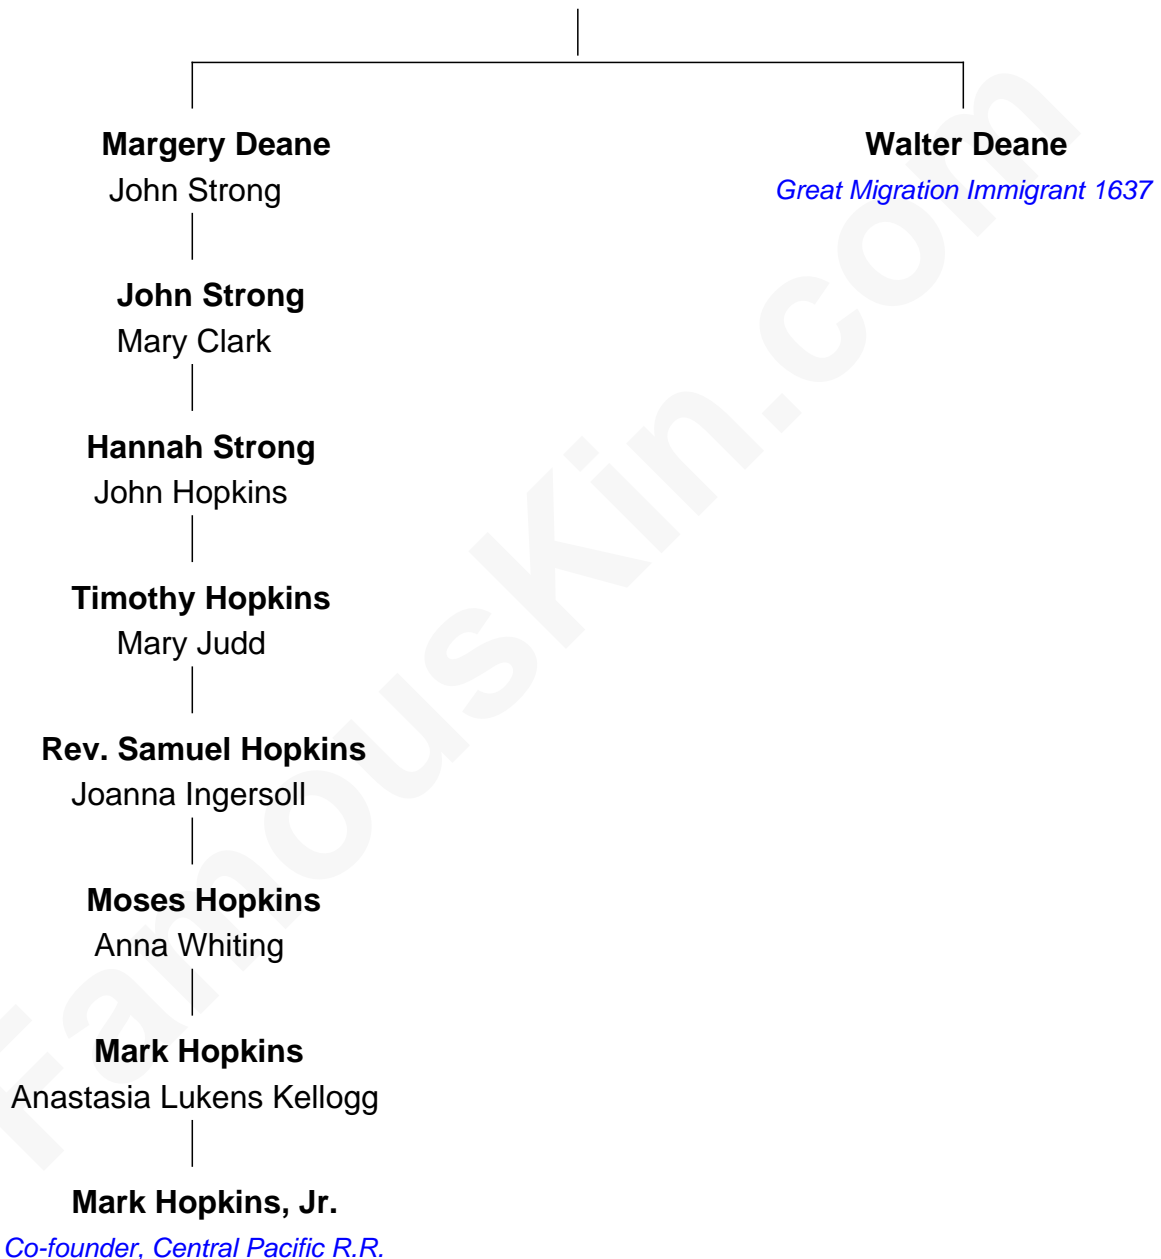 Margery Deane
John Strong
Walter Deane
Great Migration Immigrant 1637
John Strong
Mary Clark
Hannah Strong
John Hopkins
Timothy Hopkins
Mary Judd
Rev. Samuel Hopkins
Joanna Ingersoll
Moses Hopkins
Anna Whiting
Mark Hopkins
Anastasia Lukens Kellogg
Mark Hopkins, Jr.
Co-founder, Central Pacific R.R.
FamousKin.com